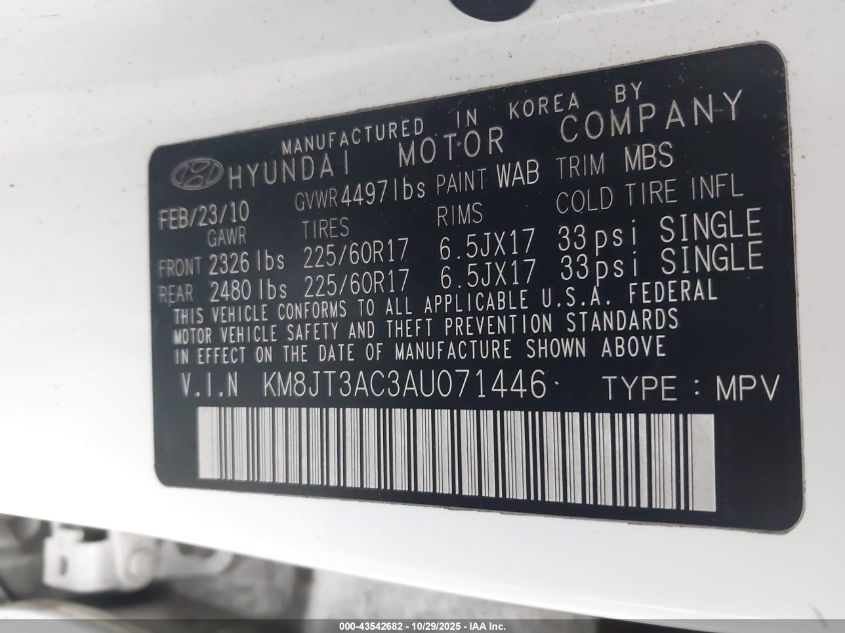 MANUFACTURED IN KOREA BY
HYUNDAI MOTOR COMPANY
FEB/23/10 GVWR 4497 lbs PAINT WAB TRIM MBS
GAWR TIRES RIMS COLD TIRE INFL
FRONT 2326 lbs 225/60R17 6.5JX17 33psi SINGLE
REAR 2480 lbs 225/60R17 6.5JX17 33psi SINGLE
THIS VEHICLE CONFORMS TO ALL APPLICABLE U.S.A. FEDERAL
MOTOR VEHICLE SAFETY AND THEFT PREVENTION STANDARDS
IN EFFECT ON THE DATE OF MANUFACTURE SHOWN ABOVE
V.I.N KM8JT3AC3AU071446 TYPE : MPV
000-43542682 - 10/29/2025 - IAA Inc.